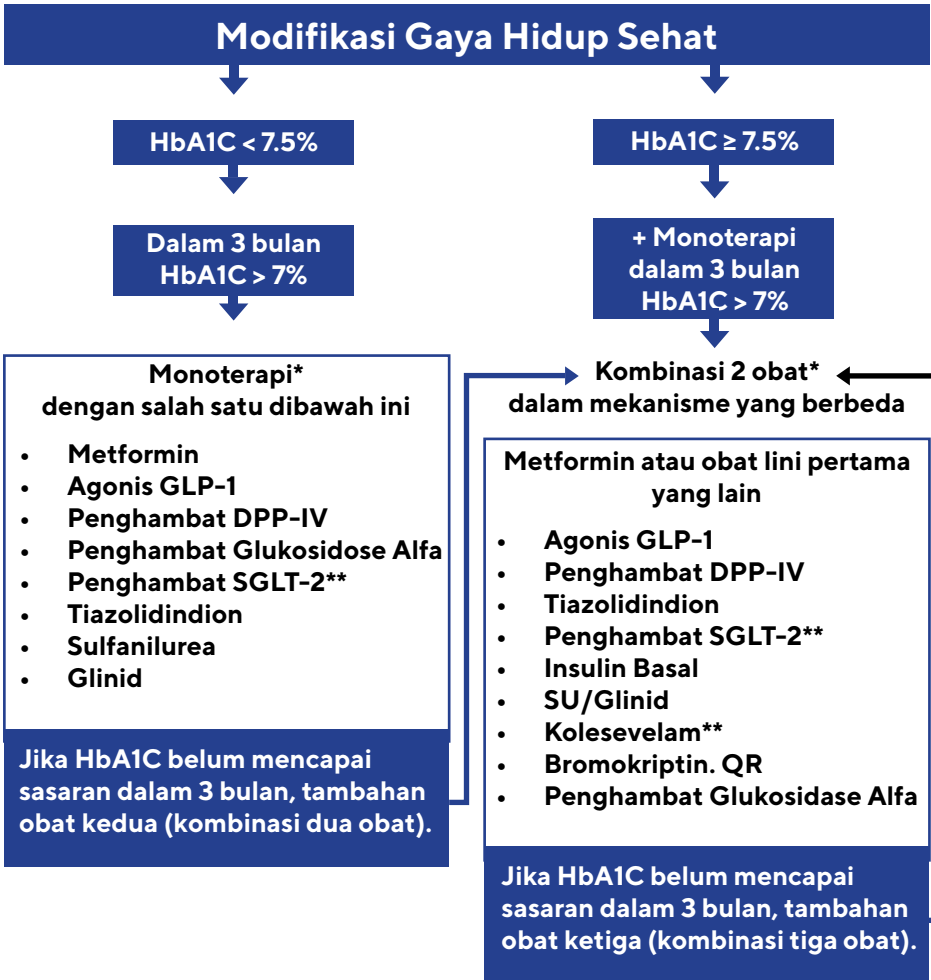 Modifikasi Gaya Hidup Sehat
HbA1C < 7.5%
Dalam 3 bulan
HbA1C > 7%
Monoterapi*
dengan salah satu dibawah ini
• Metformin
• Agonis GLP-1
• Penghambat DPP-IV
• Penghambat Glukosidose Alfa
• Penghambat SGLT-2**
• Tiazolidindion
• Sulfanilurea
• Glinid
Jika HbA1C belum mencapai
sasaran dalam 3 bulan, tambahan
obat kedua (kombinasi dua obat).
HbA1C ≥ 7.5%
+ Monoterapi
dalam 3 bulan
HbA1C > 7%
Kombinasi 2 obat*
dalam mekanisme yang berbeda
Metformin atau obat lini pertama
yang lain
• Agonis GLP-1
• Penghambat DPP-IV
• Tiazolidindion
• Penghambat SGLT-2**
• Insulin Basal
• SU/Glinid
• Kolesevelam**
• Bromokriptin. QR
• Penghambat Glukosidase Alfa
Jika HbA1C belum mencapai
sasaran dalam 3 bulan, tambahan
obat ketiga (kombinasi tiga obat).